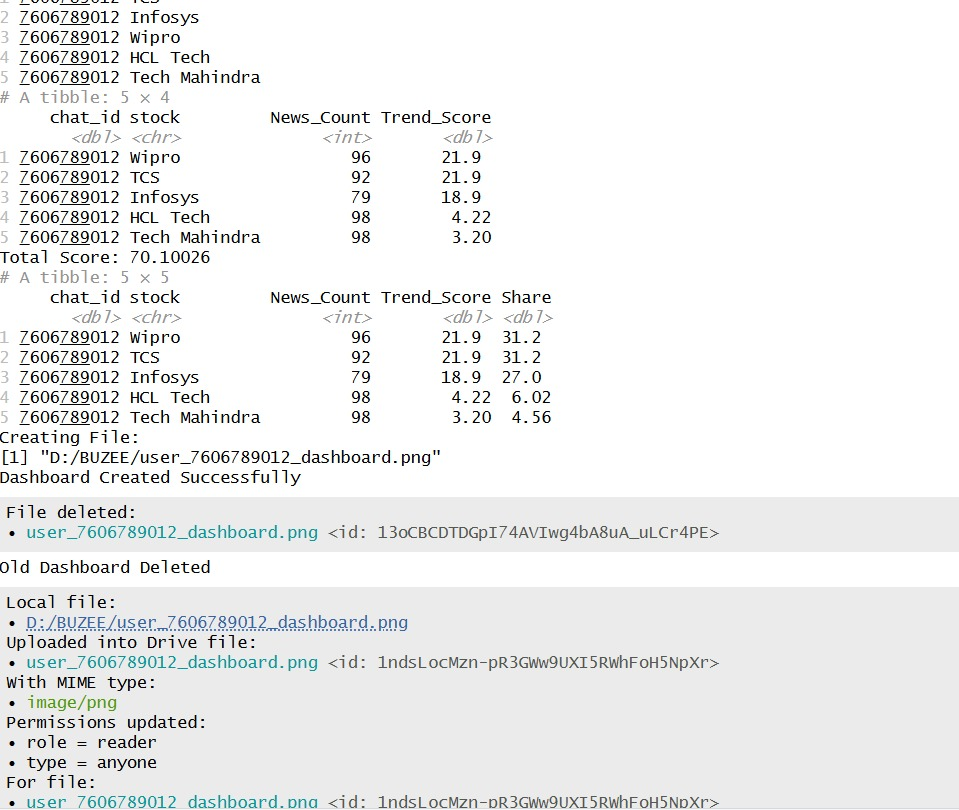 1 7606789012 TCS
2 7606789012 Infosys
3 7606789012 Wipro
4 7606789012 HCL Tech
5 7606789012 Tech Mahindra
# A tibble: 5 × 4
chat_id stock News_Count Trend_Score
<dbl> <chr> <int> <dbl>
1 7606789012 Wipro 96 21.9
2 7606789012 TCS 92 21.9
3 7606789012 Infosys 79 18.9
4 7606789012 HCL Tech 98 4.22
5 7606789012 Tech Mahindra 98 3.20
Total Score: 70.10026
# A tibble: 5 × 5
chat_id stock News_Count Trend_Score Share
<dbl> <chr> <int> <dbl> <dbl>
1 7606789012 Wipro 96 21.9 31.2
2 7606789012 TCS 92 21.9 31.2
3 7606789012 Infosys 79 18.9 27.0
4 7606789012 HCL Tech 98 4.22 6.02
5 7606789012 Tech Mahindra 98 3.20 4.56
Creating File:
[1] "D:/BUZEE/user_7606789012_dashboard.png"
Dashboard Created Successfully
File deleted:
• user_7606789012_dashboard.png <id: 13oCBCDTDGpI74AVIwg4bA8uA_uLCr4PE>
Old Dashboard Deleted
Local file:
• D:/BUZEE/user_7606789012_dashboard.png
Uploaded into Drive file:
• user_7606789012_dashboard.png <id: 1ndsLocMzn-pR3GWw9UXI5RWhFoH5NpXr>
With MIME type:
• image/png
Permissions updated:
• role = reader
• type = anyone
For file:
• user_7606789012_dashboard.png <id: 1ndsLocMzn-pR3GWw9UXI5RWhFoH5NpXr>